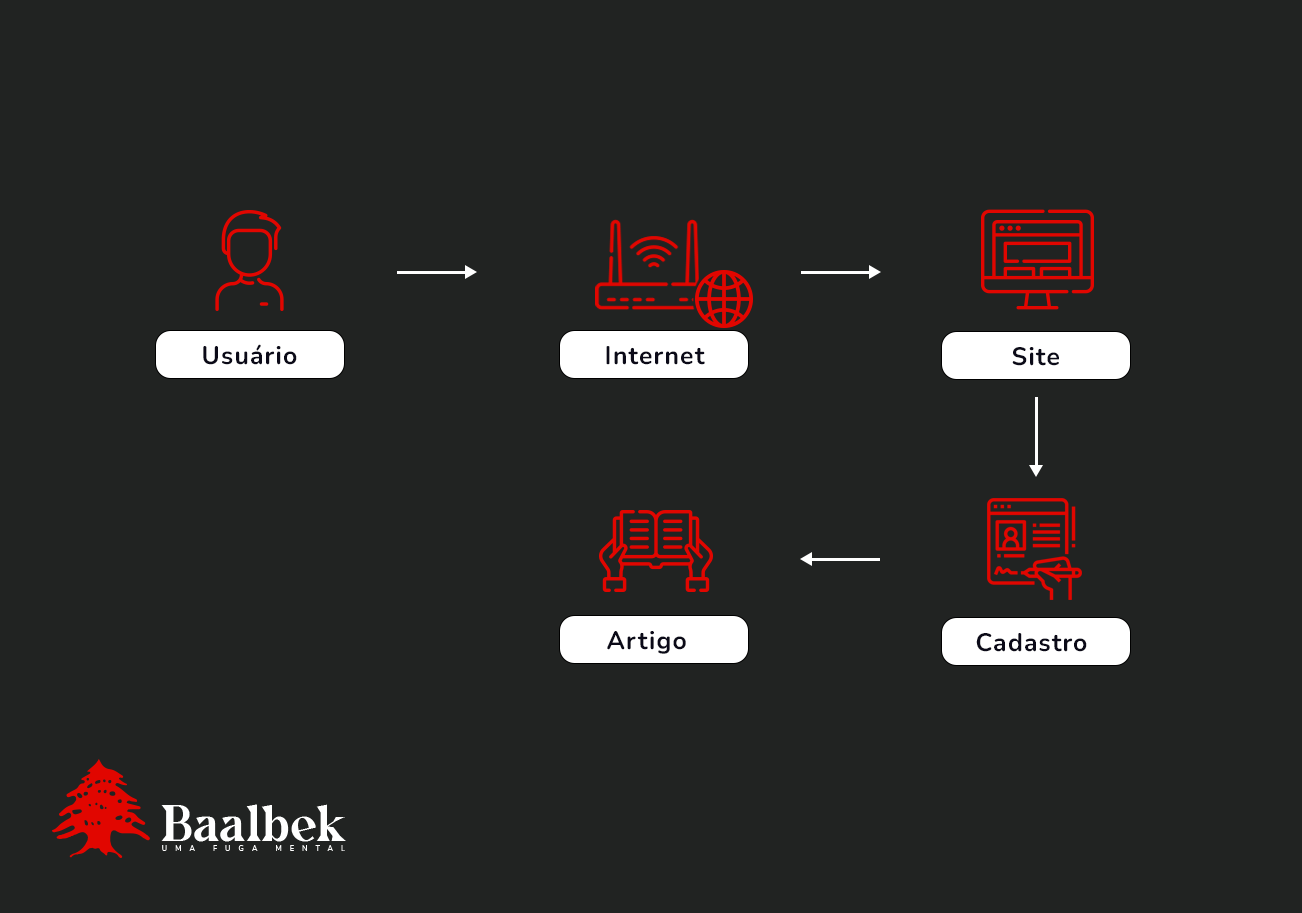 Usuário
Internet
Site
Artigo
Cadastro
Baalbek
UMA FUGA MENTAL